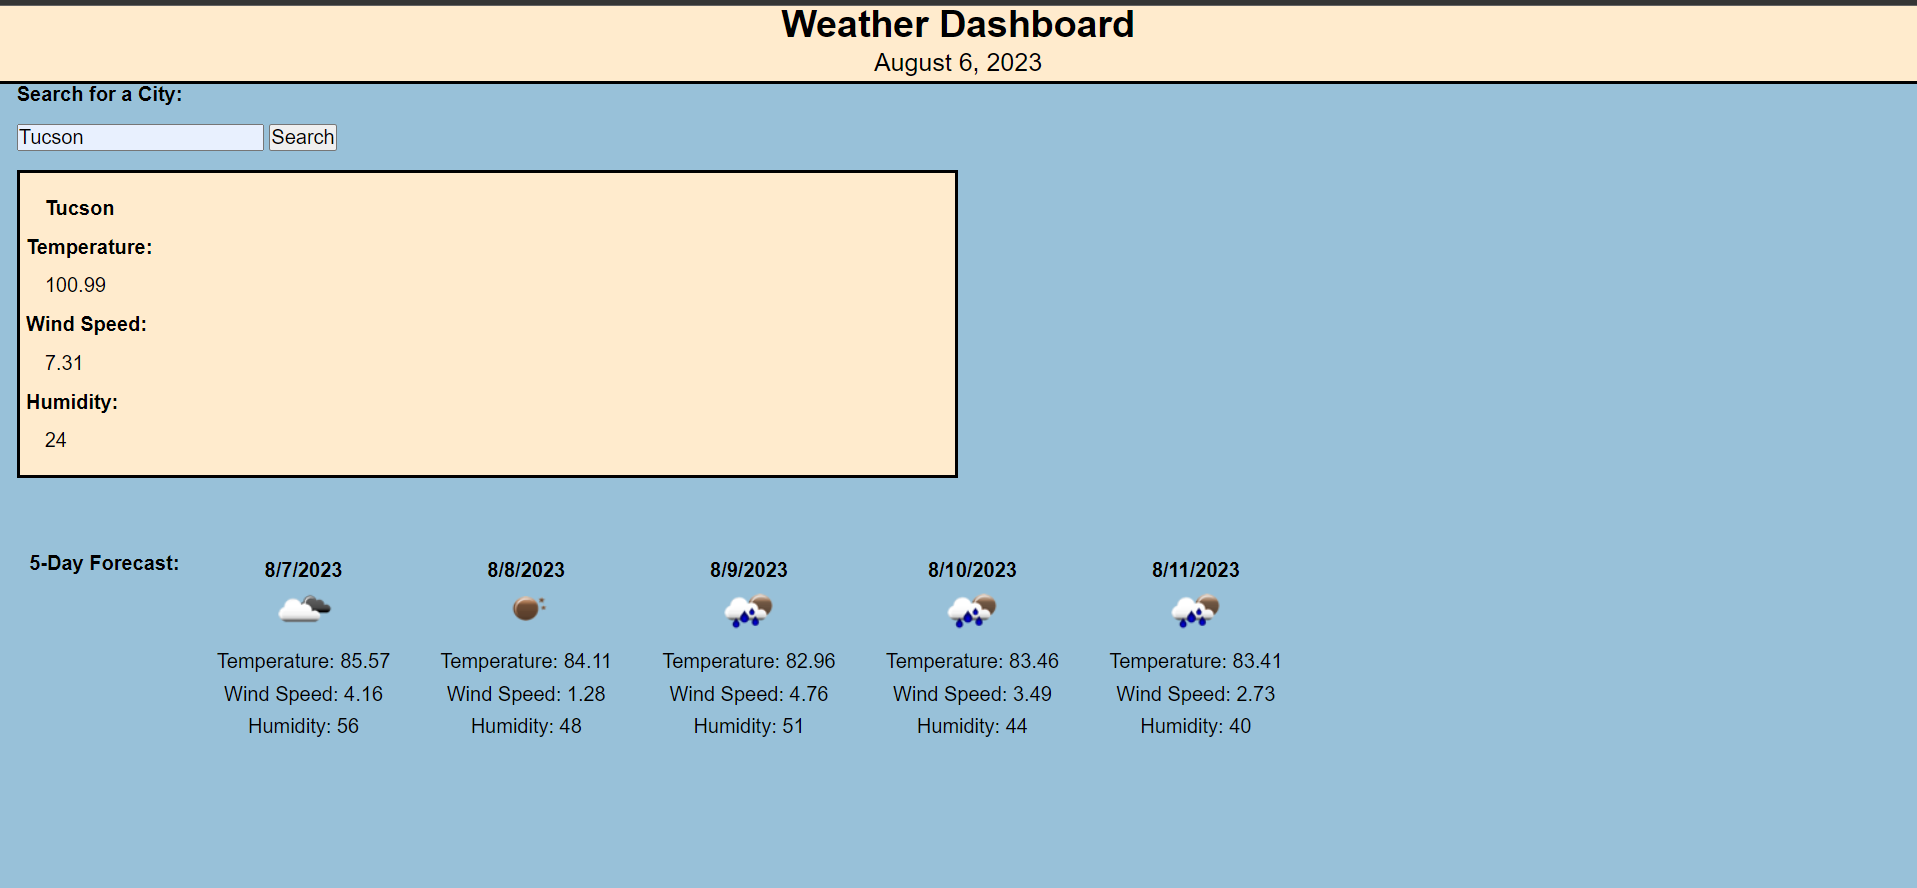 Weather Dashboard
August 6, 2023
Search for a City:
Tucson Search
Tucson
Temperature:
100.99
Wind Speed:
7.31
Humidity:
24
5-Day Forecast:
8/7/2023 8/8/2023 8/9/2023 8/10/2023 8/11/2023
Temperature: 85.57 Temperature: 84.11 Temperature: 82.96 Temperature: 83.46 Temperature: 83.41
Wind Speed: 4.16 Wind Speed: 1.28 Wind Speed: 4.76 Wind Speed: 3.49 Wind Speed: 2.73
Humidity: 56 Humidity: 48 Humidity: 51 Humidity: 44 Humidity: 40